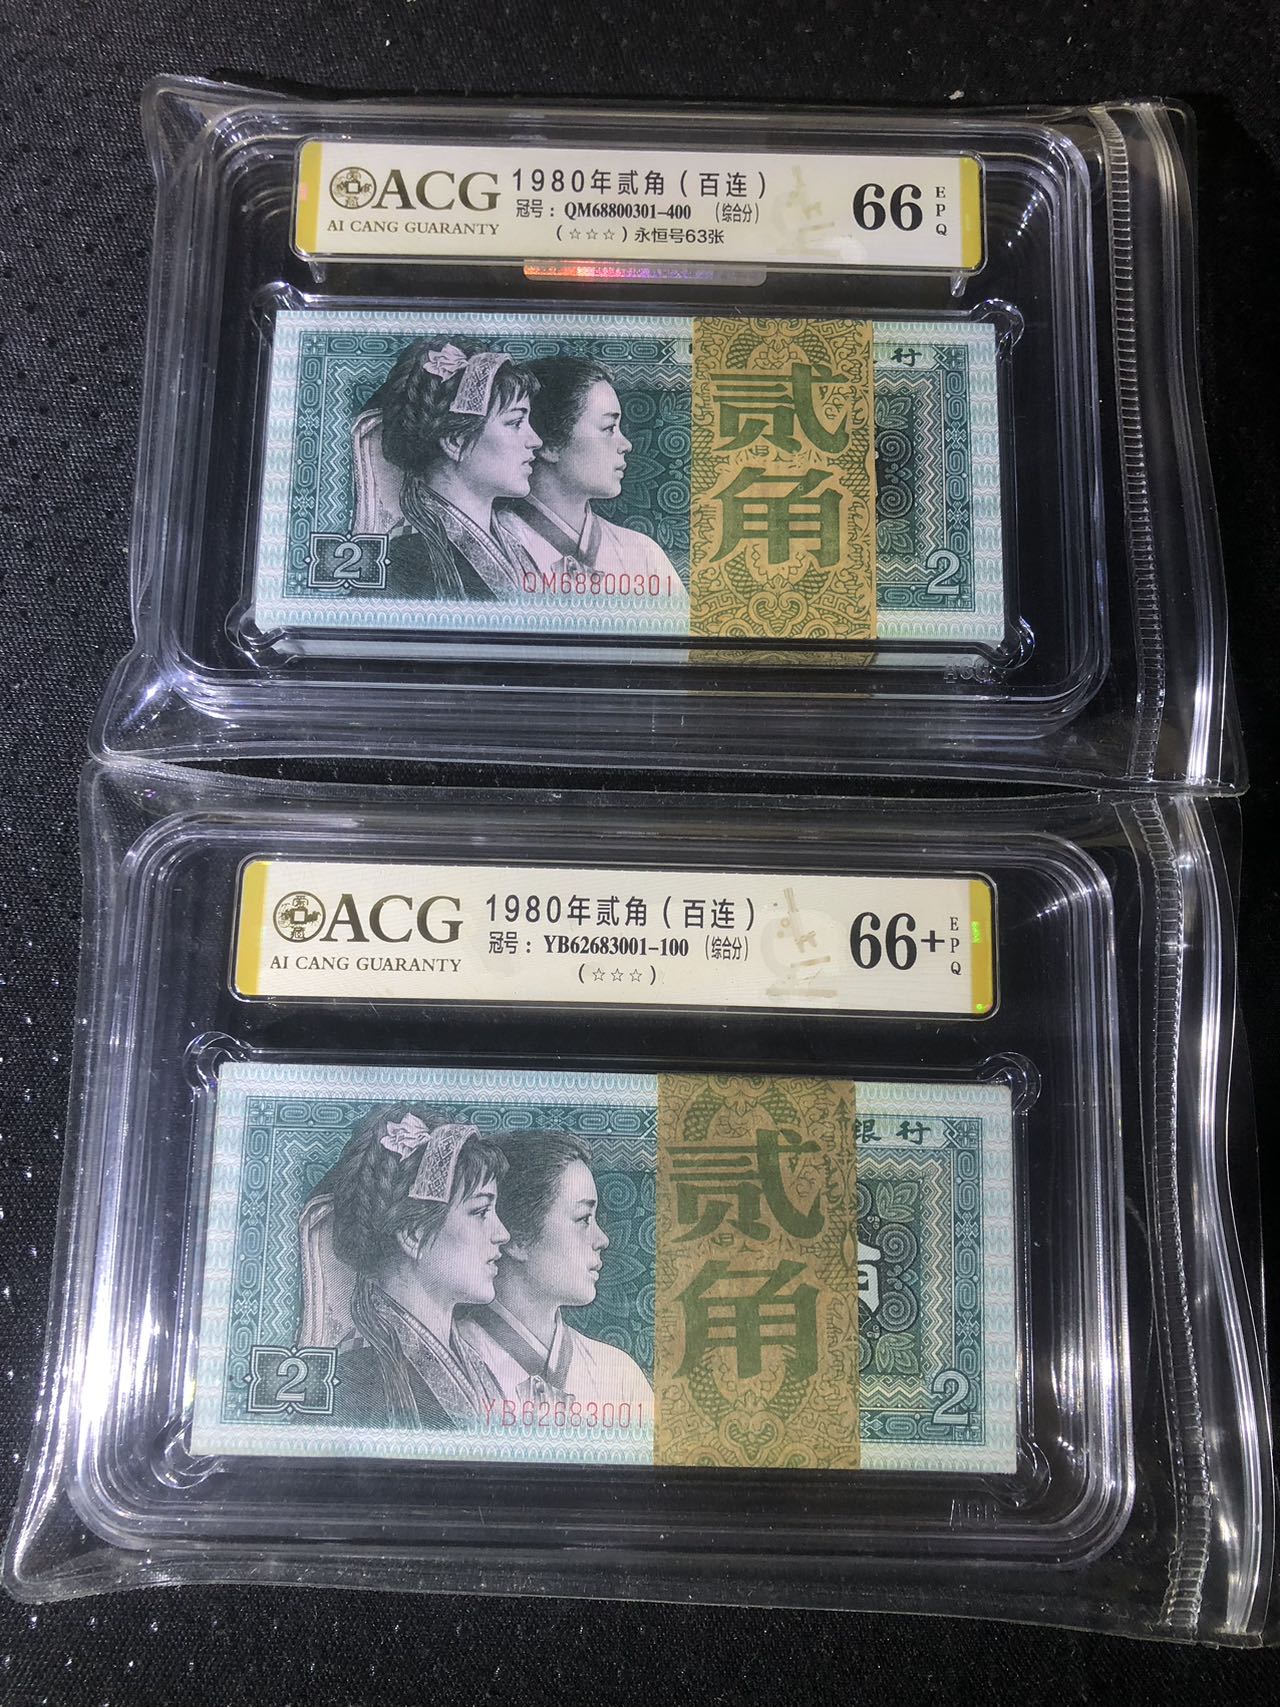 ACG
AI CANG GUARANTY
1980年贰角（百连）
冠号：QM68800301-400 （综合分）
（☆☆☆）永恒号63张
66
EPQ
行
贰角
2
QM68800301
2
ACG
ACG
AI CANG GUARANTY
1980年贰角（百连）
冠号：YB62683001-100 （综合分）
（☆☆☆）
66+
EPQ
银行
贰角
角
2
YB62683001
2